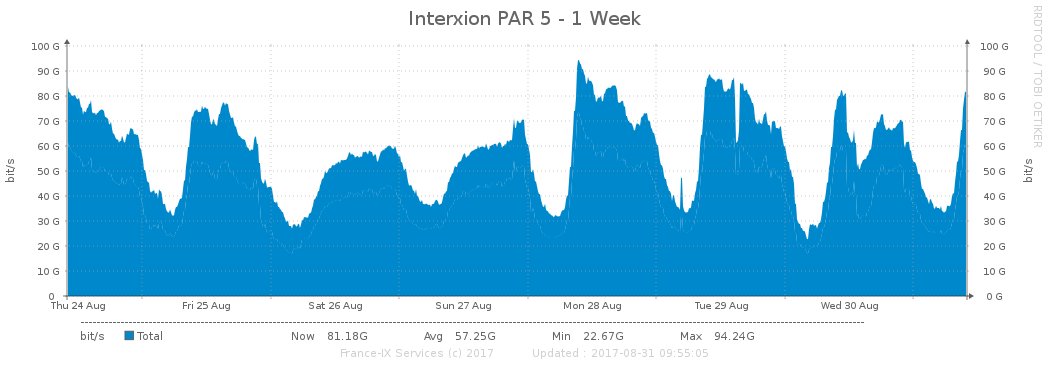 Interxion PAR 5 - 1 Week
RRDTOOL / TOBI OETIKER
bit/s
100 G
90 G
80 G
70 G
60 G
50 G
40 G
30 G
20 G
10 G
0
100 G
90 G
80 G
70 G
60 G
50 G
40 G
30 G
20 G
10 G
0 G
bit/s
Thu 24 Aug Fri 25 Aug Sat 26 Aug Sun 27 Aug Mon 28 Aug Tue 29 Aug Wed 30 Aug
bit/s Total Now 81.18G Avg 57.25G Min 22.67G Max 94.24G
France-IX Services (c) 2017 Updated : 2017-08-31 09:55:05